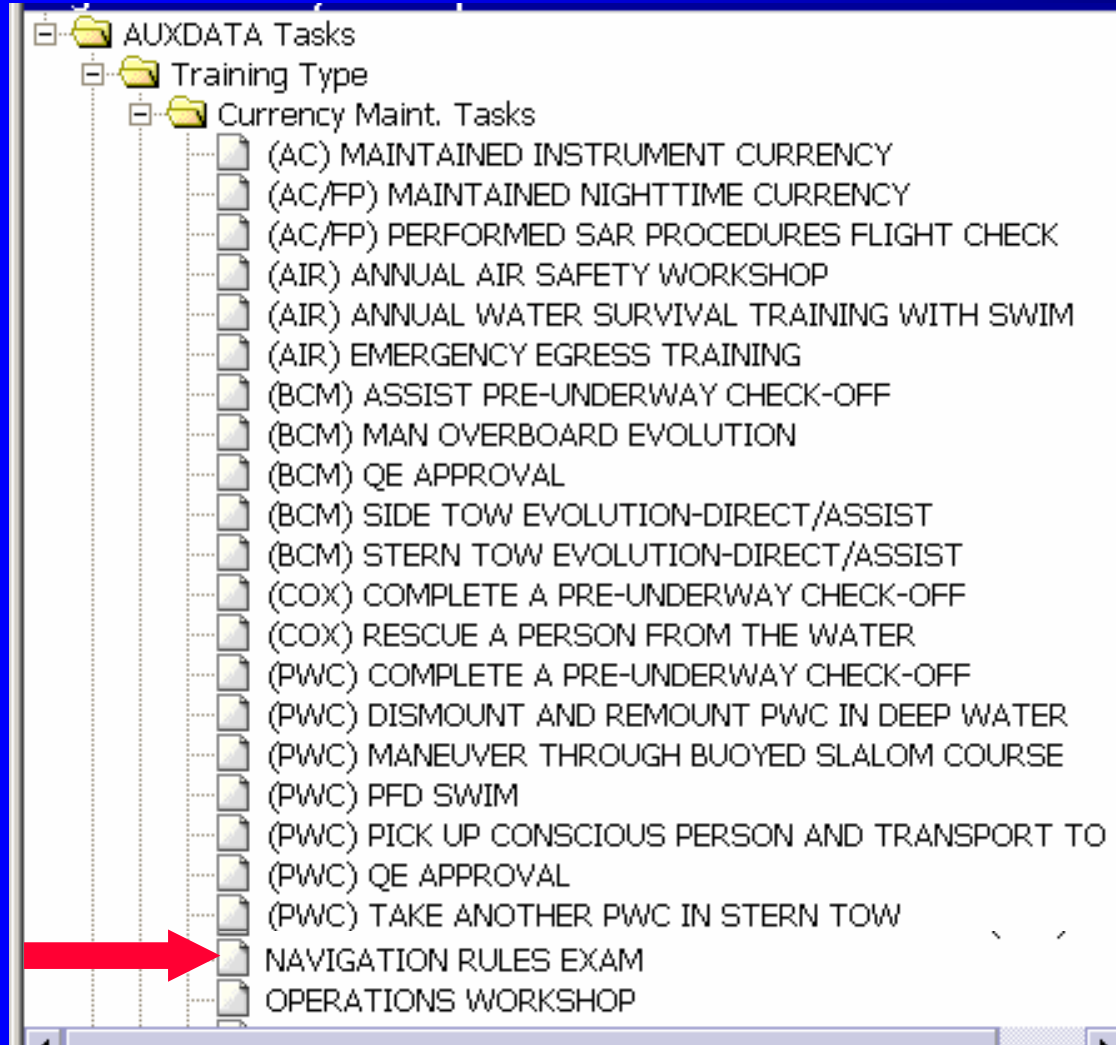 AUXDATA Tasks
Training Type
Currency Maint. Tasks
(AC) MAINTAINED INSTRUMENT CURRENCY
(AC/FP) MAINTAINED NIGHTTIME CURRENCY
(AC/FP) PERFORMED SAR PROCEDURES FLIGHT CHECK
(AIR) ANNUAL AIR SAFETY WORKSHOP
(AIR) ANNUAL WATER SURVIVAL TRAINING WITH SWIM
(AIR) EMERGENCY EGRESS TRAINING
(BCM) ASSIST PRE-UNDERWAY CHECK-OFF
(BCM) MAN OVERBOARD EVOLUTION
(BCM) QE APPROVAL
(BCM) SIDE TOW EVOLUTION-DIRECT/ASSIST
(BCM) STERN TOW EVOLUTION-DIRECT/ASSIST
(COX) COMPLETE A PRE-UNDERWAY CHECK-OFF
(COX) RESCUE A PERSON FROM THE WATER
(PWC) COMPLETE A PRE-UNDERWAY CHECK-OFF
(PWC) DISMOUNT AND REMOUNT PWC IN DEEP WATER
(PWC) MANEUVER THROUGH BUOYED SLALOM COURSE
(PWC) PFD SWIM
(PWC) PICK UP CONSCIOUS PERSON AND TRANSPORT TO
(PWC) QE APPROVAL
(PWC) TAKE ANOTHER PWC IN STERN TOW
NAVIGATION RULES EXAM
OPERATIONS WORKSHOP